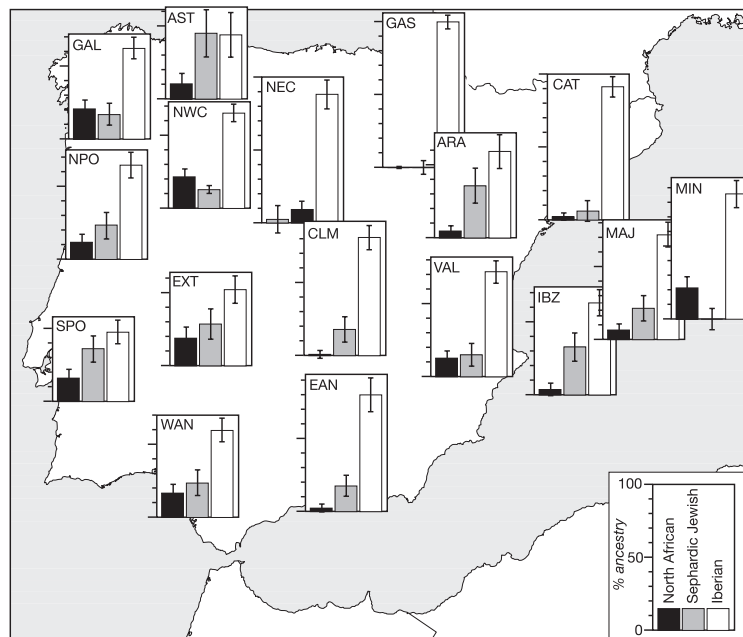 AST
GAS
GAL
NEC
CAT
NWC
ARA
NPO
MIN
CLM
MAJ
VAL
EXT
IBZ
SPO
EAN
WAN
100
50
0
% ancestry
North African
Sephardic Jewish
Iberian